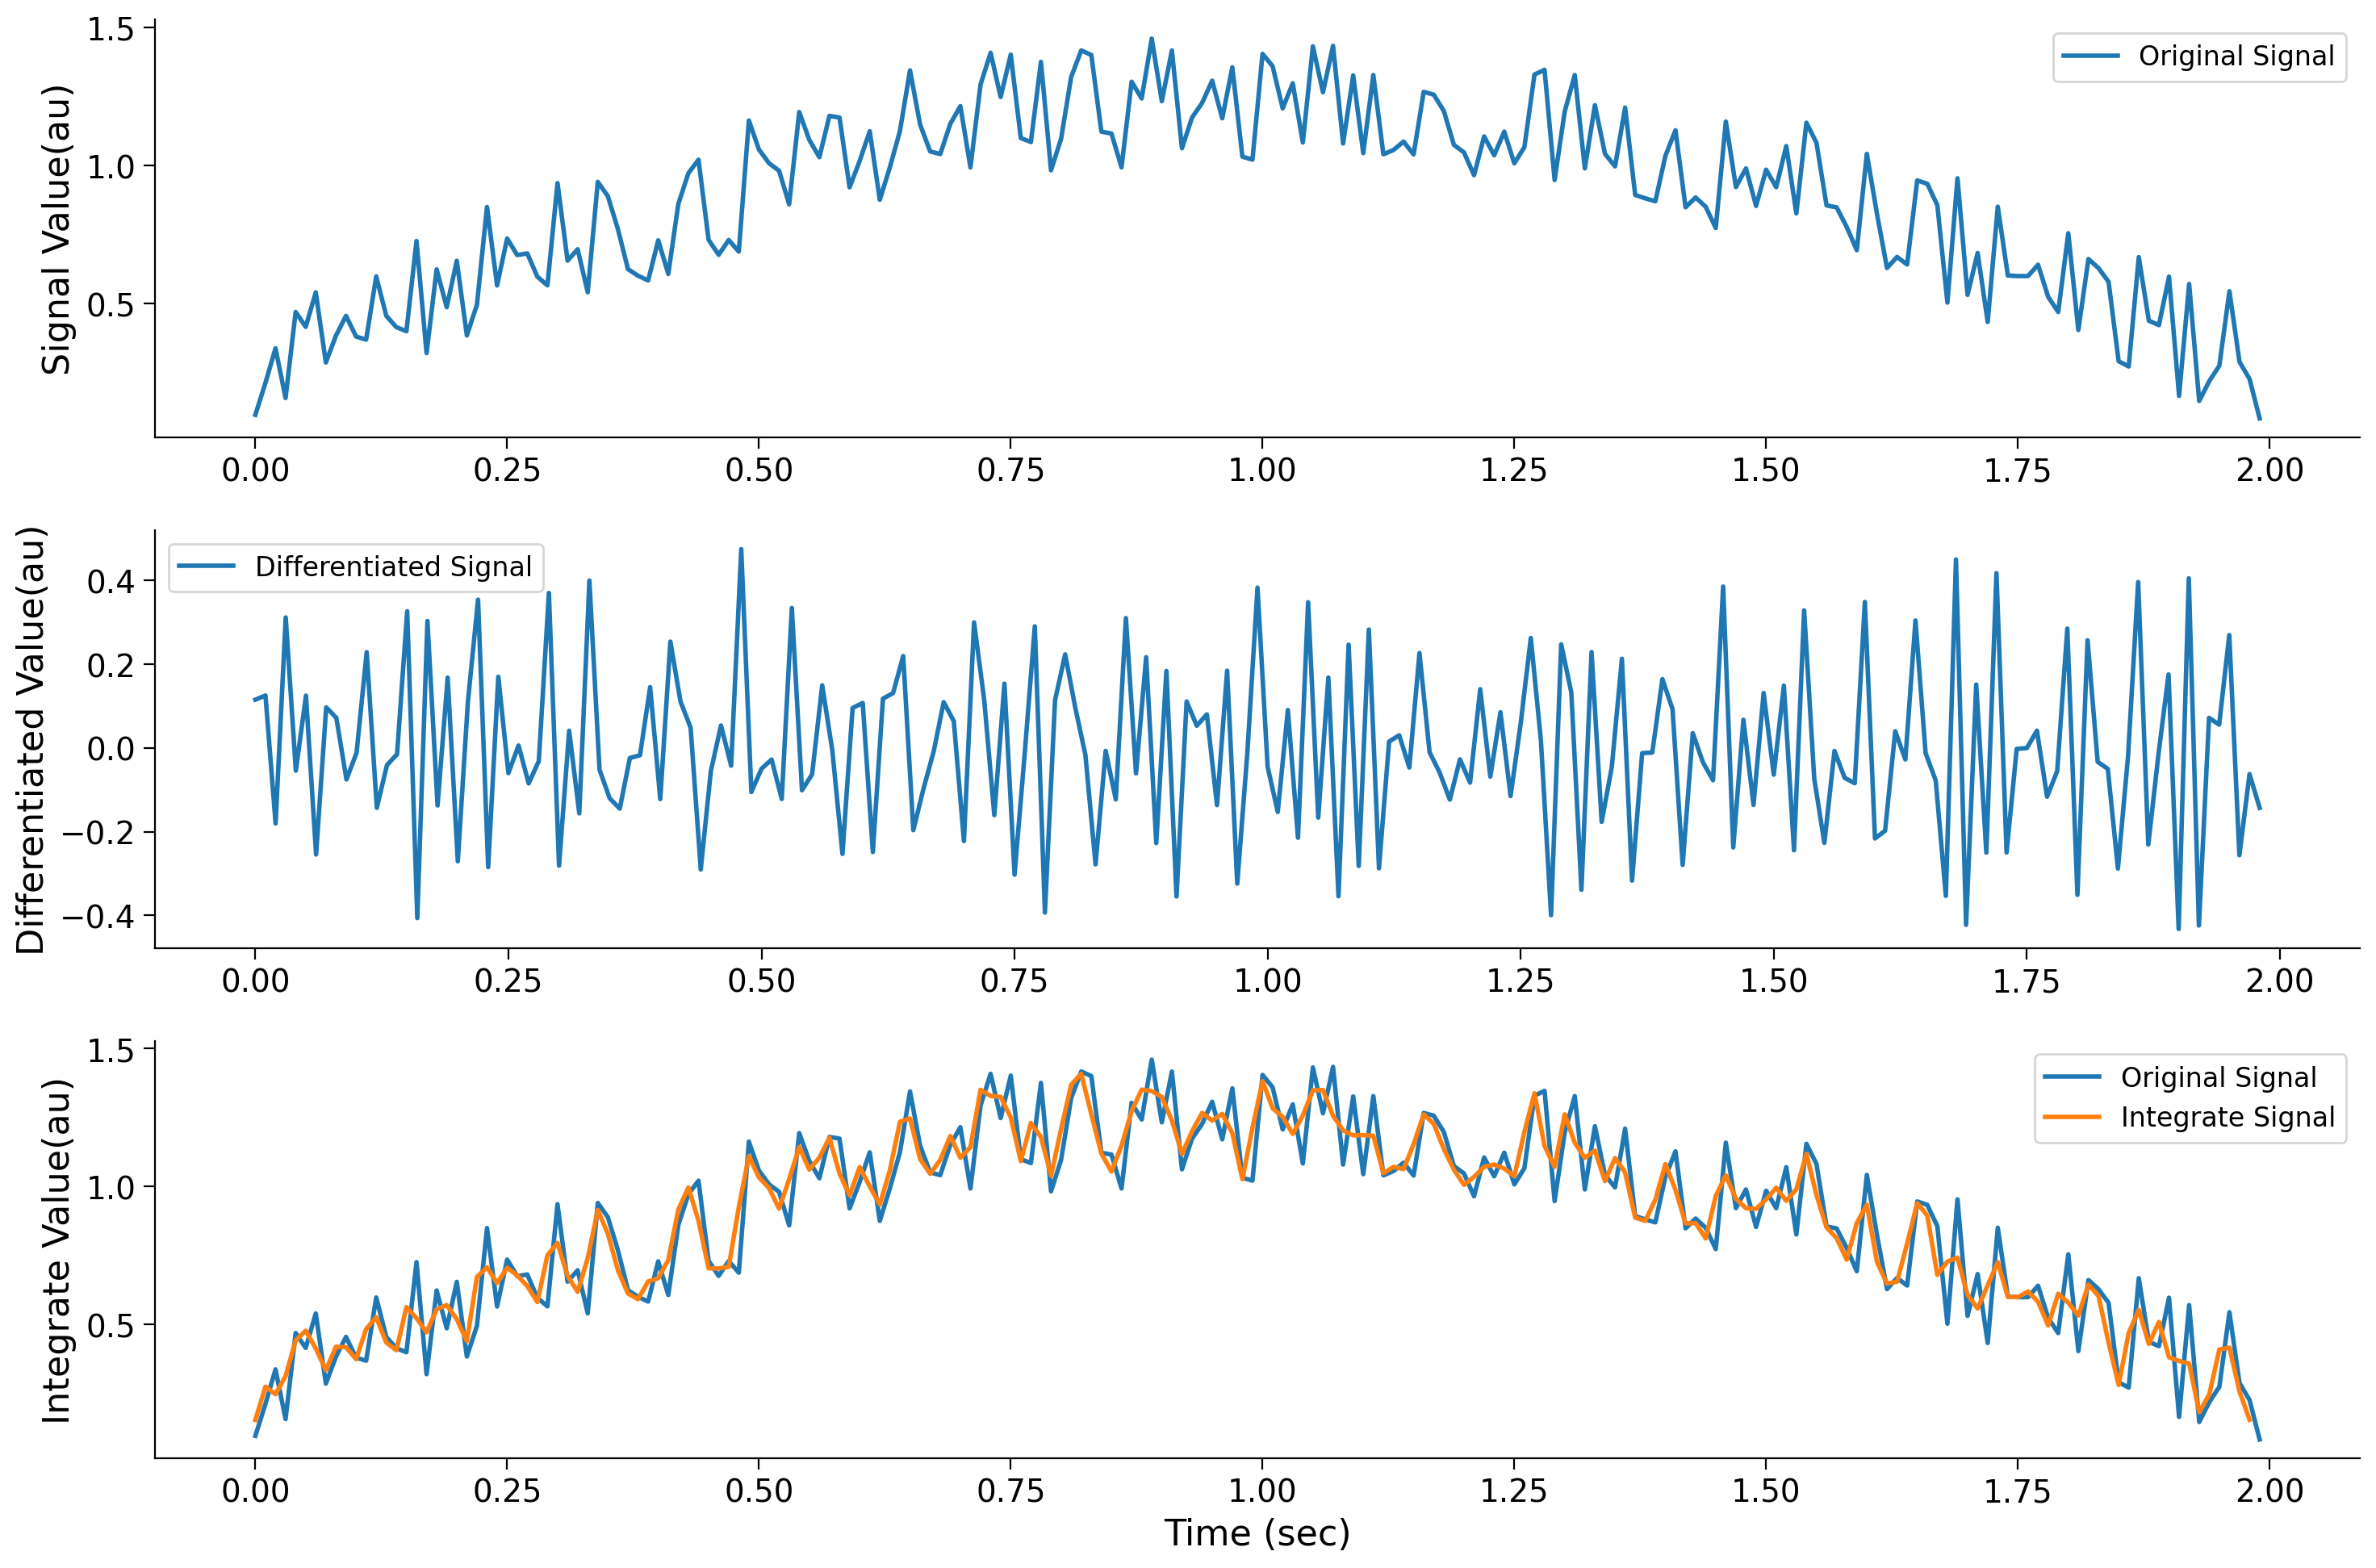 Signal Value(au)
1.5
1.0
0.5
Original Signal
0.00 0.25 0.50 0.75 1.00 1.25 1.50 1.75 2.00
Differentiated Value(au)
0.4
0.2
0.0
−0.2
−0.4
Differentiated Signal
0.00 0.25 0.50 0.75 1.00 1.25 1.50 1.75 2.00
Integrate Value(au)
1.5
1.0
0.5
Original Signal
Integrate Signal
0.00 0.25 0.50 0.75 1.00 1.25 1.50 1.75 2.00
Time (sec)